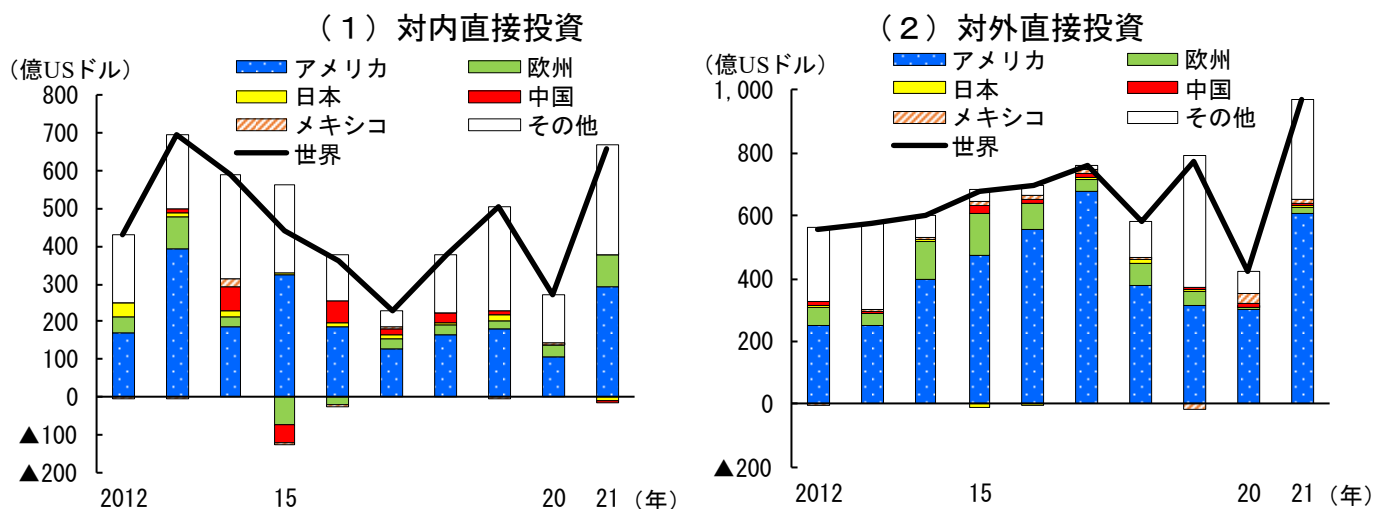 （１）対内直接投資
（億USドル）
アメリカ
欧州
日本
中国
メキシコ
その他
世界
800
700
600
500
400
300
200
100
0
▲100
▲200
2012
15
20
21
（年）
（２）対外直接投資
（億USドル）
アメリカ
欧州
日本
中国
メキシコ
その他
世界
1,000
800
600
400
200
0
▲200
2012
15
20
21
（年）